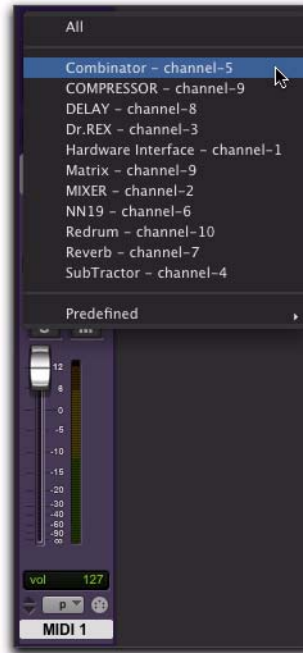 All
Combinator – channel-5
COMPRESSOR – channel-9
DELAY – channel-8
Dr.REX – channel-3
Hardware Interface – channel-1
Matrix – channel-9
MIXER – channel-2
NN19 – channel-6
Redrum – channel-10
Reverb – channel-7
SubTractor – channel-4
Predefined
12
6
0
-5
-10
-15
-20
-30
-40
-60
-90
∞
vol 127
p
MIDI 1